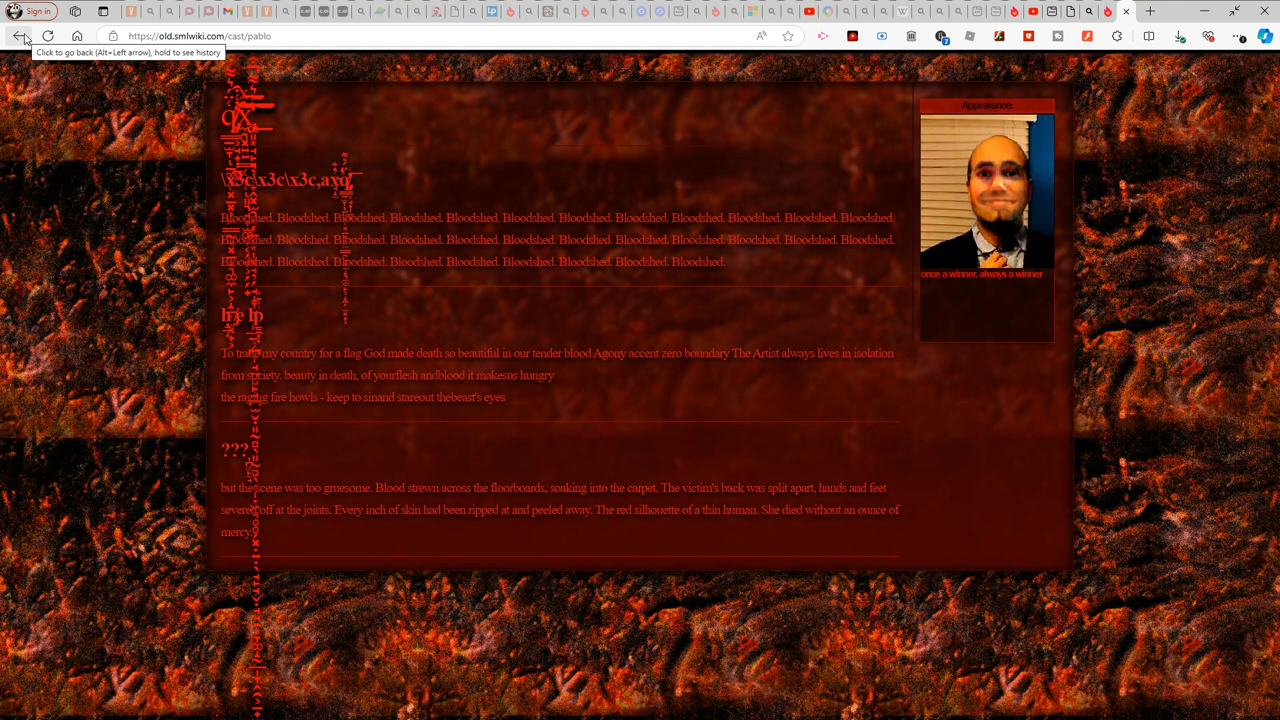 Sign in
https://old.smlwiki.com/cast/pablo
Click to go back (Alt+Left arrow), hold to see history
Appearance:
\x3c\x3c\x3c,axq
Bloodshed. Bloodshed. Bloodshed. Bloodshed. Bloodshed. Bloodshed. Bloodshed. Bloodshed. Bloodshed. Bloodshed. Bloodshed. Bloodshed.
Bloodshed. Bloodshed. Bloodshed. Bloodshed. Bloodshed. Bloodshed. Bloodshed. Bloodshed. Bloodshed. Bloodshed. Bloodshed. Bloodshed.
Bloodshed. Bloodshed. Bloodshed. Bloodshed. Bloodshed. Bloodshed. Bloodshed. Bloodshed. Bloodshed.
once a winner, always a winner
To trade my country for a flag God made death so beautiful in our tender blood Agony accent zero boundary The Artist always lives in isolation
from society. beauty in death, of yourflesh andblood it makesus hungry
the raging fire howls - keep to sinand stareout thebeast's eyes
???
but the scene was too gruesome. Blood strewn across the floorboards, soaking into the carpet. The victim's back was split apart, hands and feet
severed off at the joints. Every inch of skin had been ripped at and peeled away. The red silhouette of a thin human. She died without an ounce of
mercy.